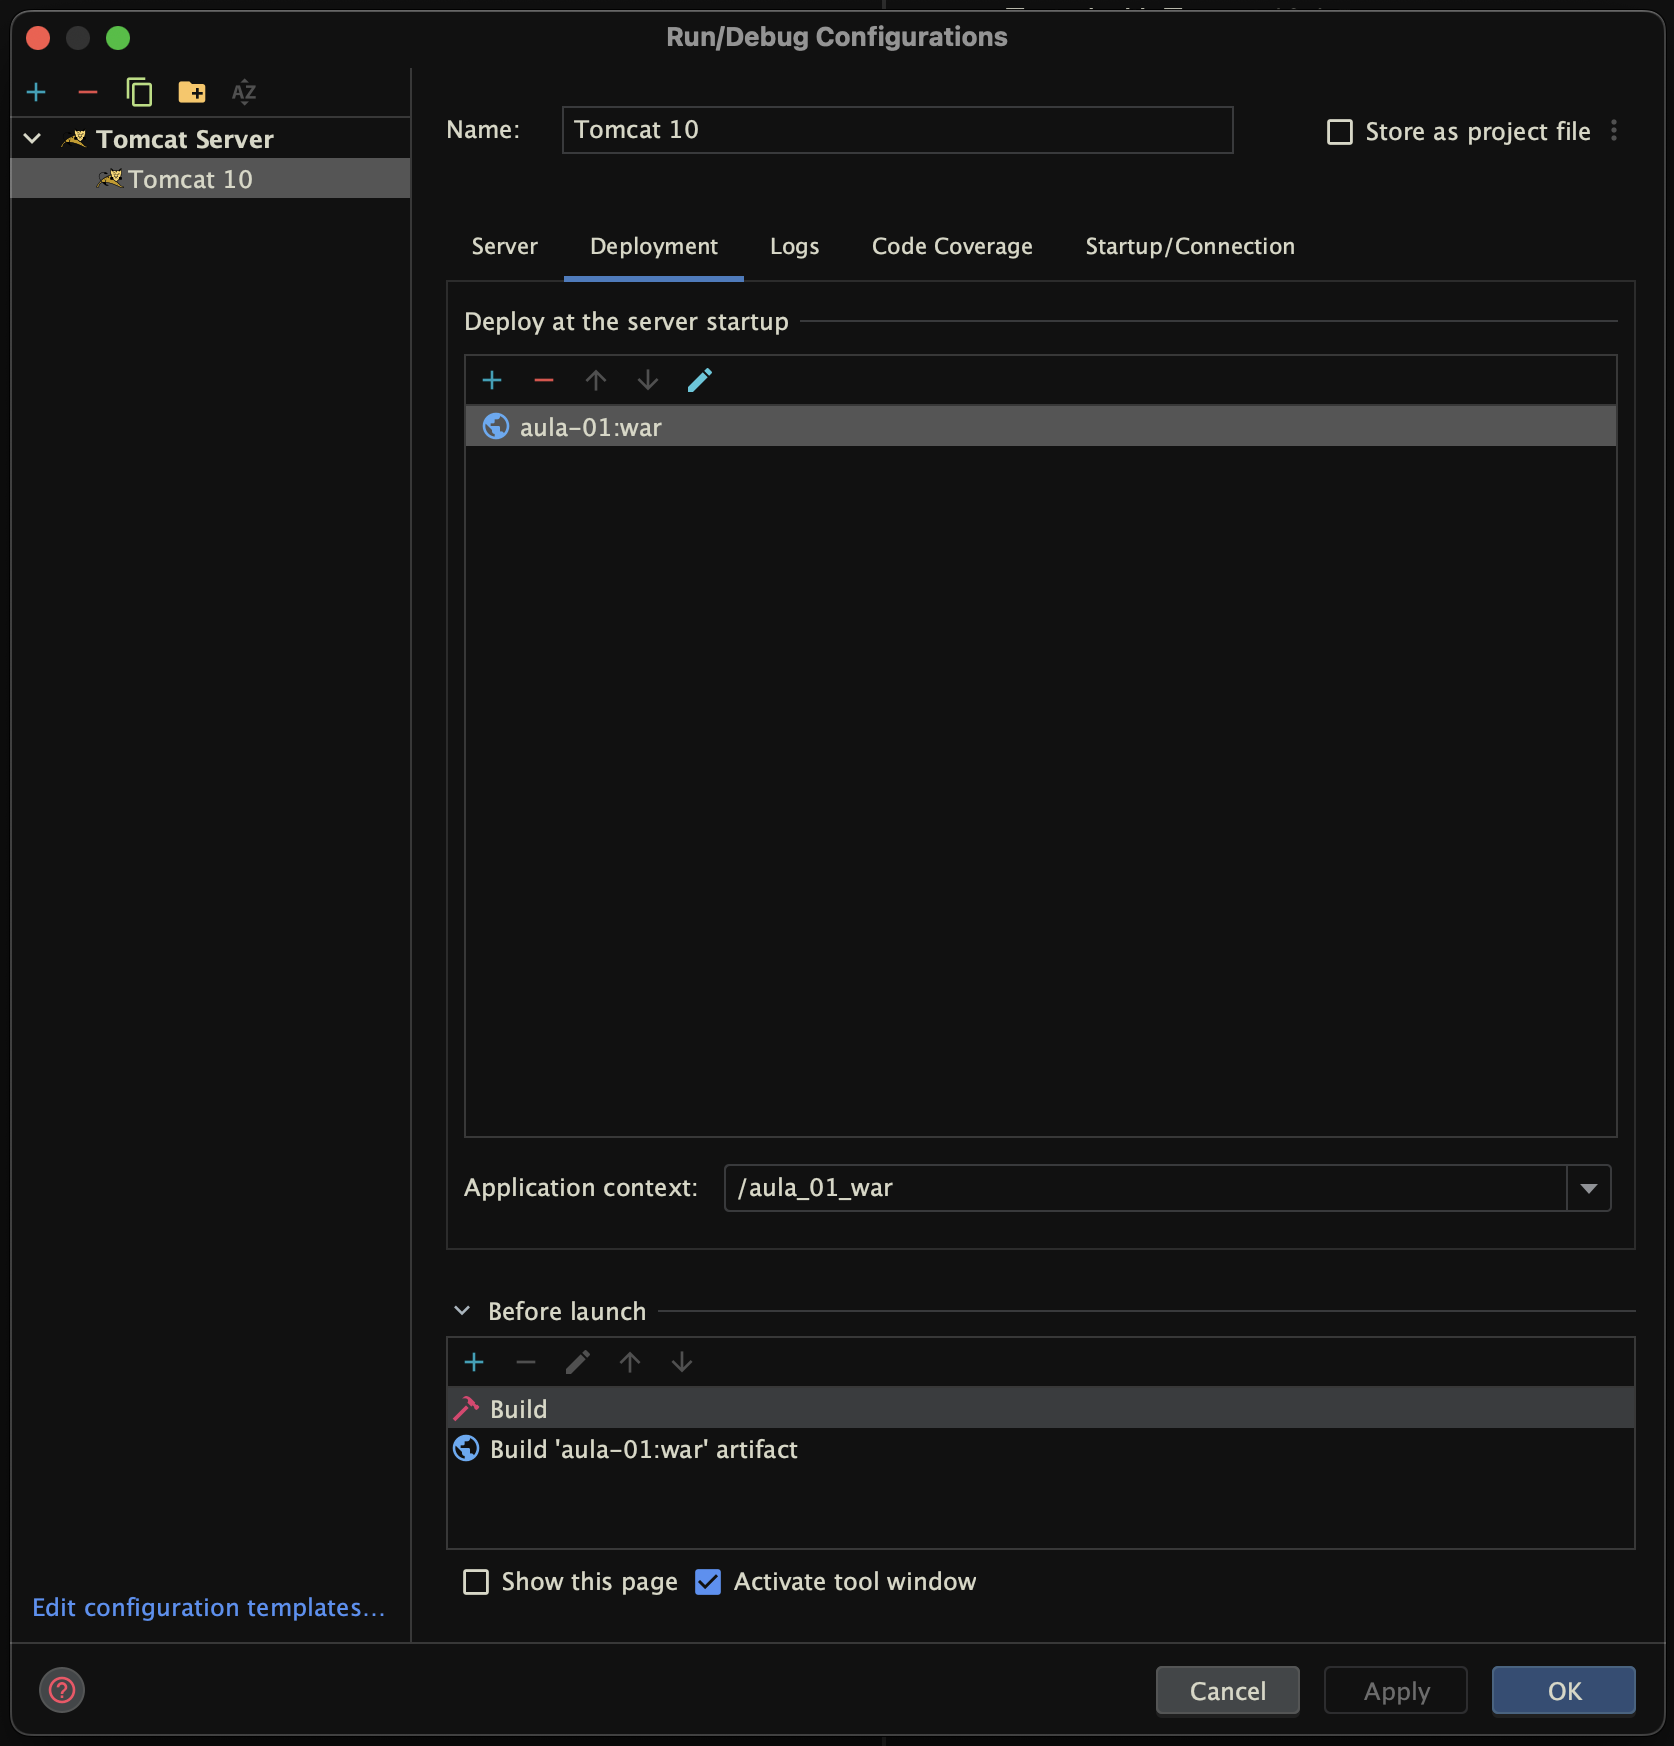 Run/Debug Configurations
Tomcat Server
Tomcat 10
Name:
Tomcat 10
Store as project file
Server
Deployment
Logs
Code Coverage
Startup/Connection
Deploy at the server startup
aula-01:war
Application context:
/aula_01_war
Before launch
Build
Build 'aula-01:war' artifact
Show this page
Activate tool window
Edit configuration templates...
?
Cancel
Apply
OK